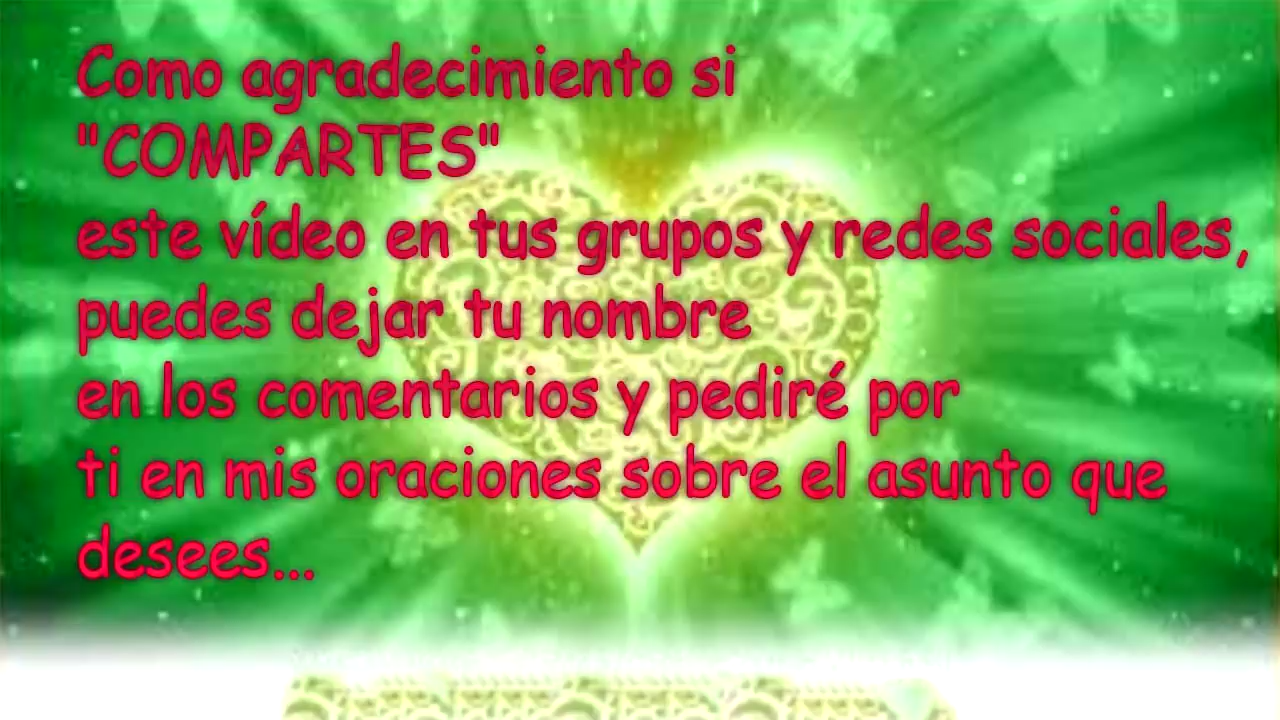 Como agradecimiento si
"COMPARTES"
este vídeo en tus grupos y redes sociales,
puedes dejar tu nombre
en los comentarios y pediré por
ti en mis oraciones sobre el asunto que
desees...